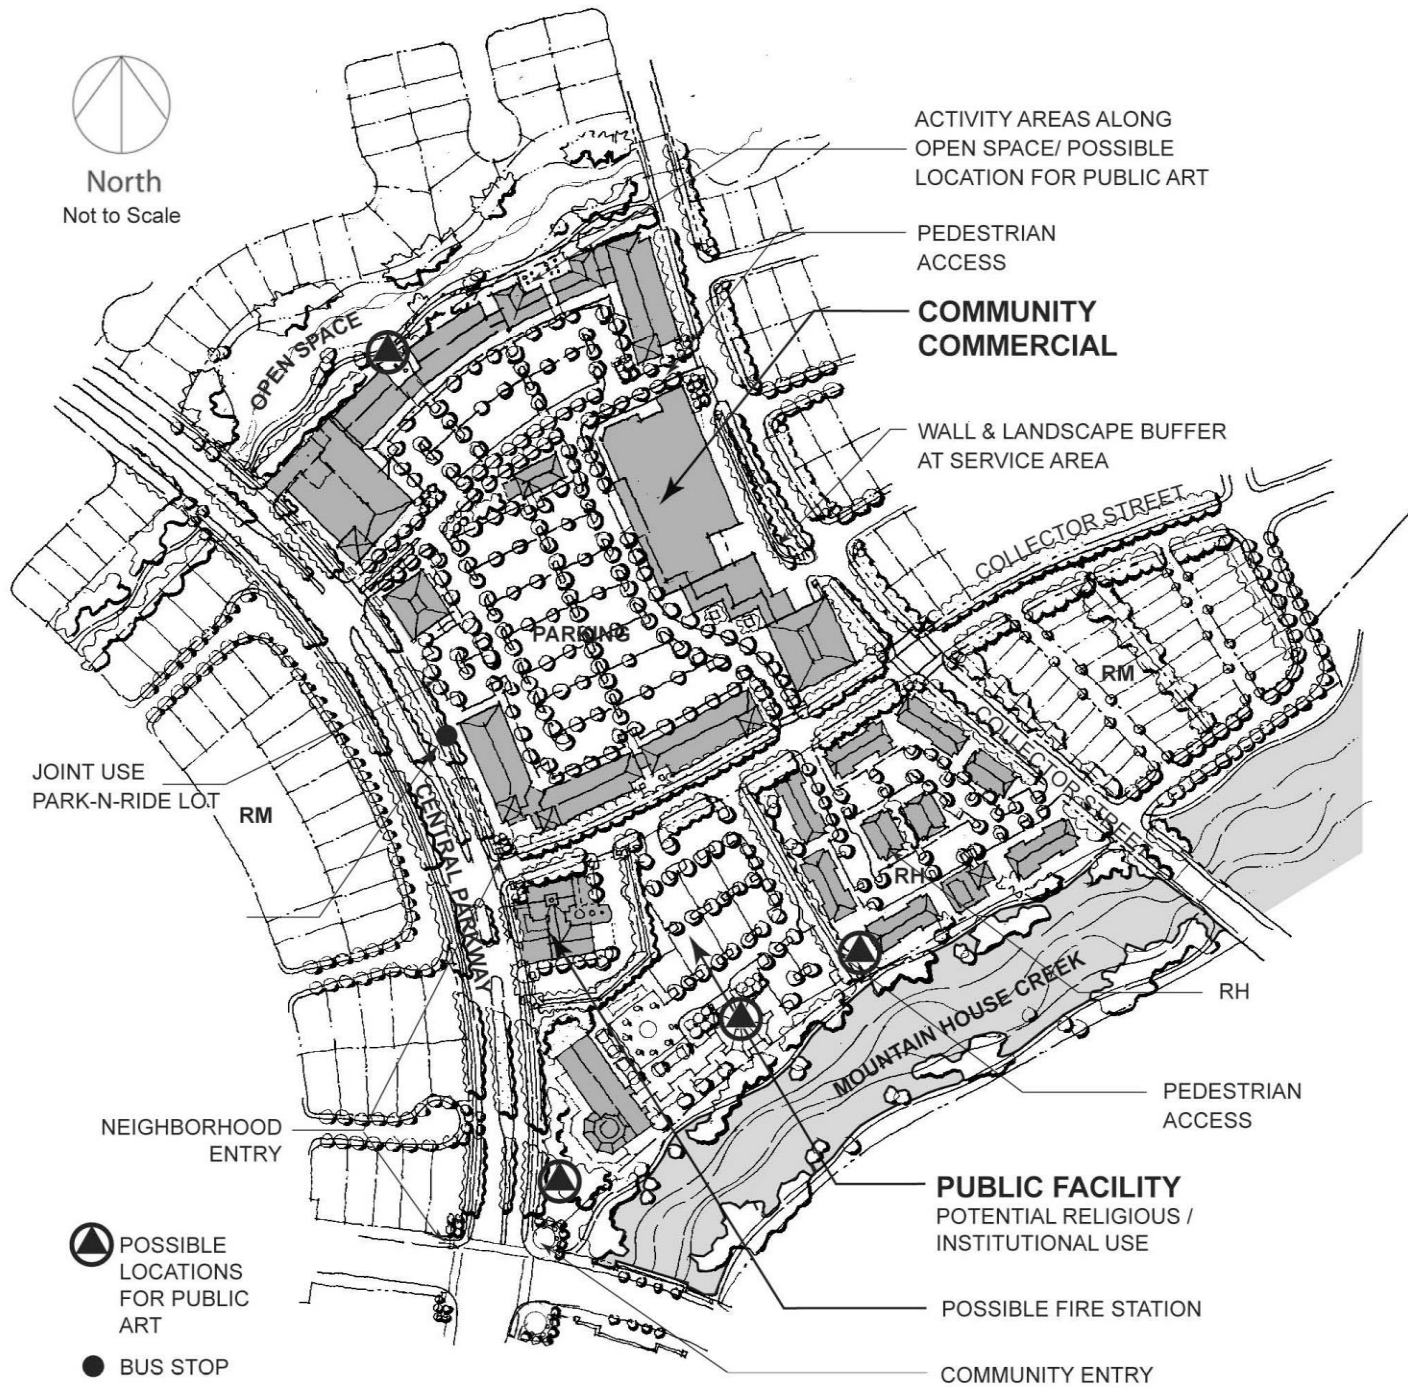 North
Not to Scale
ACTIVITY AREAS ALONG
OPEN SPACE/ POSSIBLE
LOCATION FOR PUBLIC ART
PEDESTRIAN
ACCESS
COMMUNITY
COMMERCIAL
OPEN SPACE
WALL & LANDSCAPE BUFFER
AT SERVICE AREA
COLLECTOR STREET
PARKING
RM
COLLECTOR STREET
JOINT USE
PARK-N-RIDE LOT
RM
CENTRAL PARKWAY
RH
MOUNTAIN HOUSE CREEK
RH
PEDESTRIAN
ACCESS
NEIGHBORHOOD
ENTRY
PUBLIC FACILITY
POTENTIAL RELIGIOUS /
INSTITUTIONAL USE
POSSIBLE
LOCATIONS
FOR PUBLIC
ART
POSSIBLE FIRE STATION
BUS STOP
COMMUNITY ENTRY